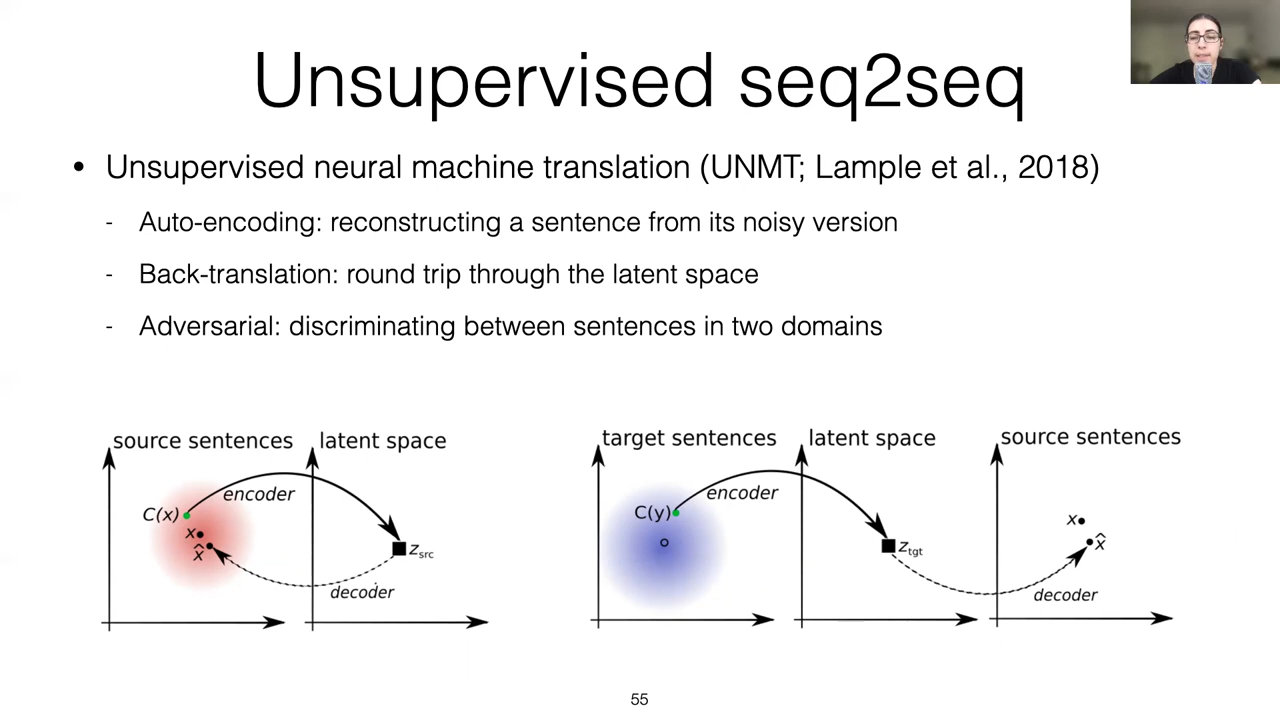 Unsupervised seq2seq
• Unsupervised neural machine translation (UNMT; Lample et al., 2018)
- Auto-encoding: reconstructing a sentence from its noisy version
- Back-translation: round trip through the latent space
- Adversarial: discriminating between sentences in two domains
source sentences
latent space
encoder
C(x)
x
x̂
z_src
decoder
target sentences
latent space
source sentences
encoder
C(y)
z_tgt
x
x̂
decoder
55